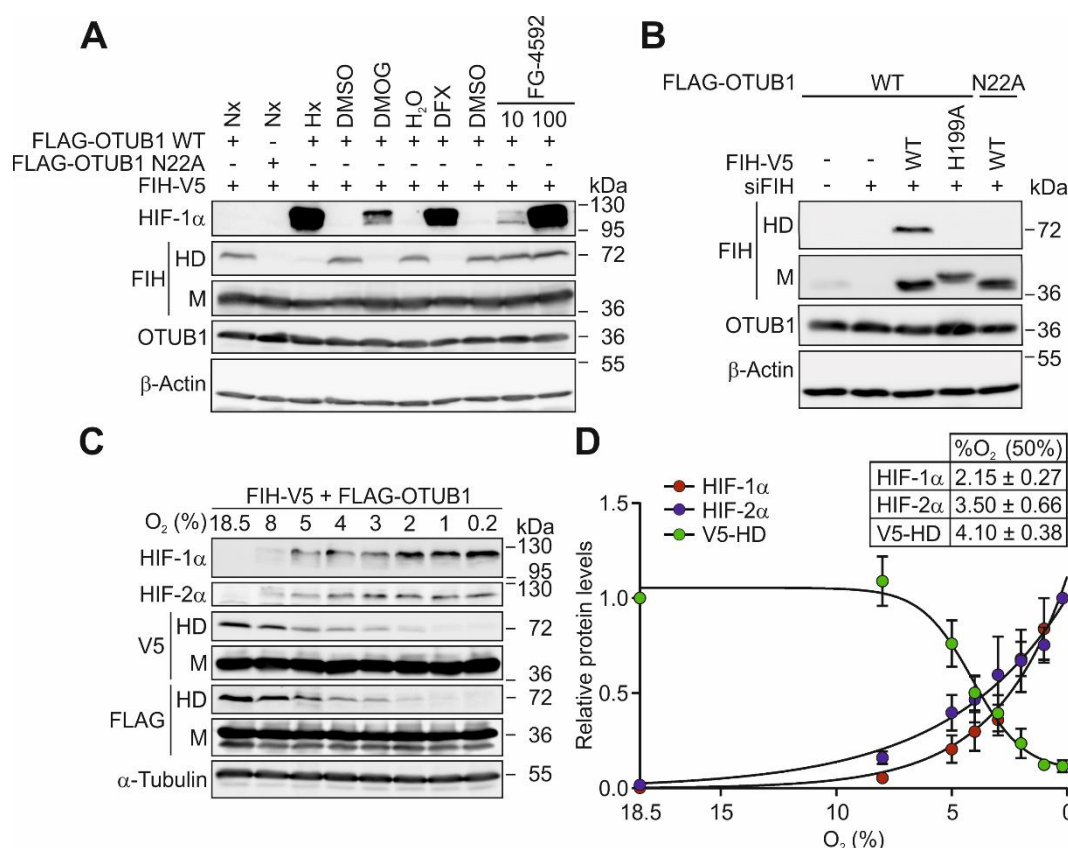 A
Nx Nx Hx DMSO DMOG H2O DFX DMSO FG-4592
10 100
FLAG-OTUB1 WT + - + + + + + + + +
FLAG-OTUB1 N22A - + - - - - - - - -
FIH-V5 + + + + + + + + + +
kDa
HIF-1α 130
95
FIH HD 72
M 36
OTUB1 36
55
β-Actin
B
FLAG-OTUB1 WT N22A
FIH-V5 - - WT H199A WT
siFIH - + + + +
kDa
FIH HD 72
M 36
OTUB1 36
55
β-Actin
C
FIH-V5 + FLAG-OTUB1
O2 (%) 18.5 8 5 4 3 2 1 0.2 kDa
HIF-1α 130
95
HIF-2α 130
V5 HD 72
M 36
FLAG HD 72
M 36
α-Tubulin 55
D
%O2 (50%)
HIF-1α 2.15 ± 0.27
HIF-2α 3.50 ± 0.66
V5-HD 4.10 ± 0.38
HIF-1α
HIF-2α
V5-HD
Relative protein levels
1.5
1.0
0.5
0.0
18.5 10 5 0
O2 (%)